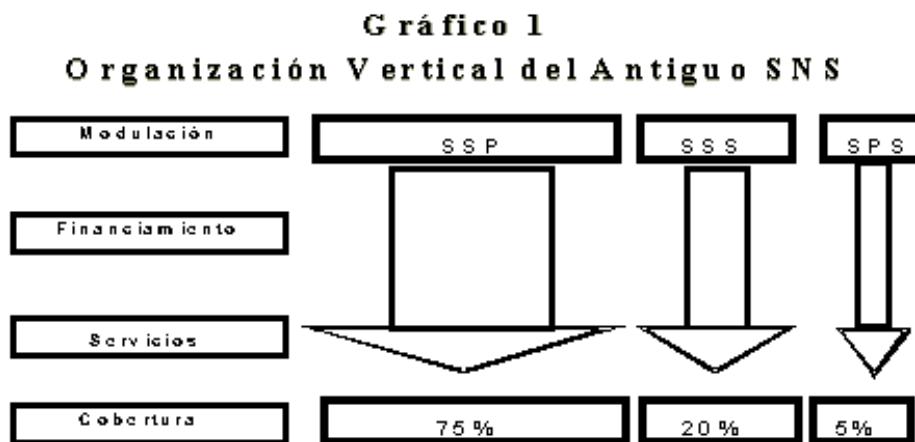 Gráfico 1
Organización Vertical del Antiguo SNS
Modulación SSP SSS SPS
Financiamiento
Servicios
Cobertura 75% 20% 5%